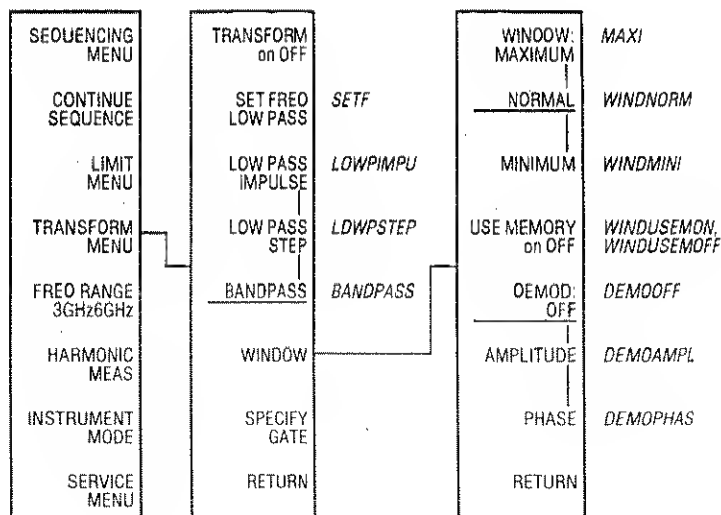 SEQUENCING
MENU
CONTINUE
SEQUENCE
LIMIT
MENU
TRANSFORM
MENU
FREQ RANGE
3GHz6GHz
HARMONIC
MEAS
INSTRUMENT
MODE
SERVICE
MENU
TRANSFORM
on OFF
SET FREQ
LOW PASS
SETF
LOW PASS
IMPULSE
LOWPIMPU
LOW PASS
STEP
LOWPSTEP
BANDPASS
BANDPASS
WINDOW
SPECIFY
GATE
RETURN
WINDOW:
MAXIMUM
MAXI
NORMAL
WINDNORM
MINIMUM
WINDMINI
USE MEMORY
on OFF
WINDUSEMON,
WINDUSEMOFF
DEMOD:
OFF
DEMOOFF
AMPLITUDE
DEMOAMPL
PHASE
DEMOPHAS
RETURN